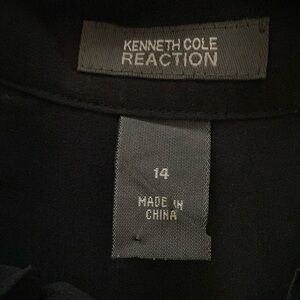 KENNETH COLE
REACTION
14
MADE IN
CHINA